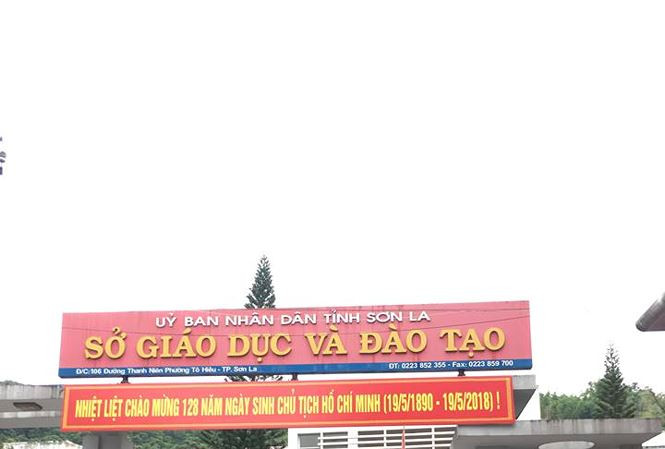 UỶ BAN NHÂN DÂN TỈNH SƠN LA
SỞ GIÁO DỤC VÀ ĐÀO TẠO
Đ/C:106 Đường Thanh Niên Phường Tô Hiệu - TP. Sơn La ĐT: 0223 852 355 - Fax: 0223 859 700
NHIỆT LIỆT CHÀO MỪNG 128 NĂM NGÀY SINH CHỦ TỊCH HỒ CHÍ MINH (19/5/1890 - 19/5/2018) !